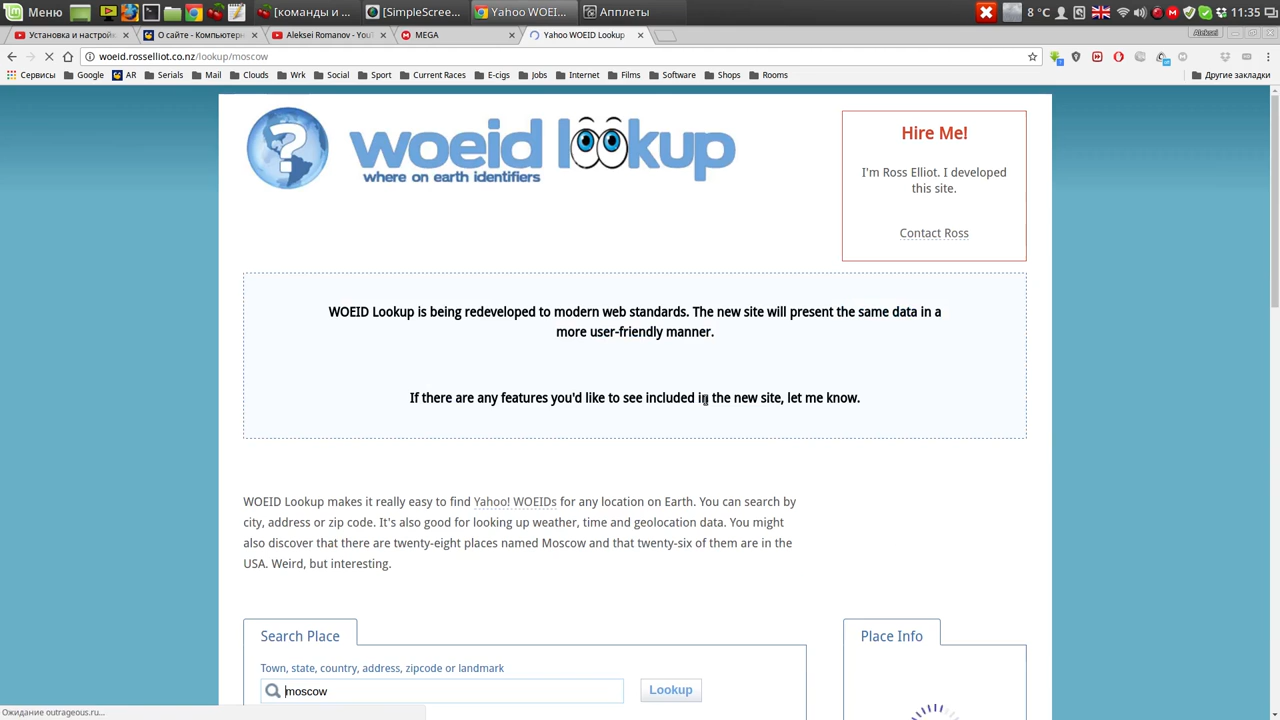 Меню
[команды и ...
[SimpleScree...
Yahoo WOEI...
Апплеты
8 °C
11:35
Установка и настройк
О сайте - Компьютерн
Aleksei Romanov - YouT
MEGA
Yahoo WOEID Lookup
Aleksei
woeid.rosselliot.co.nz/lookup/moscow
Сервисы
Google
AR
Serials
Mail
Clouds
Wrk
Social
Sport
Current Races
E-cigs
Jobs
Internet
Films
Software
Shops
Rooms
Другие закладки
woeid lookup
where on earth identifiers
Hire Me!
I'm Ross Elliot. I developed
this site.
Contact Ross
WOEID Lookup is being redeveloped to modern web standards. The new site will present the same data in a
more user-friendly manner.
If there are any features you'd like to see included in the new site, let me know.
WOEID Lookup makes it really easy to find Yahoo! WOEIDs for any location on Earth. You can search by
city, address or zip code. It's also good for looking up weather, time and geolocation data. You might
also discover that there are twenty-eight places named Moscow and that twenty-six of them are in the
USA. Weird, but interesting.
Search Place
Place Info
Town, state, country, address, zipcode or landmark
moscow
Lookup
Ожидание outrageous.ru...